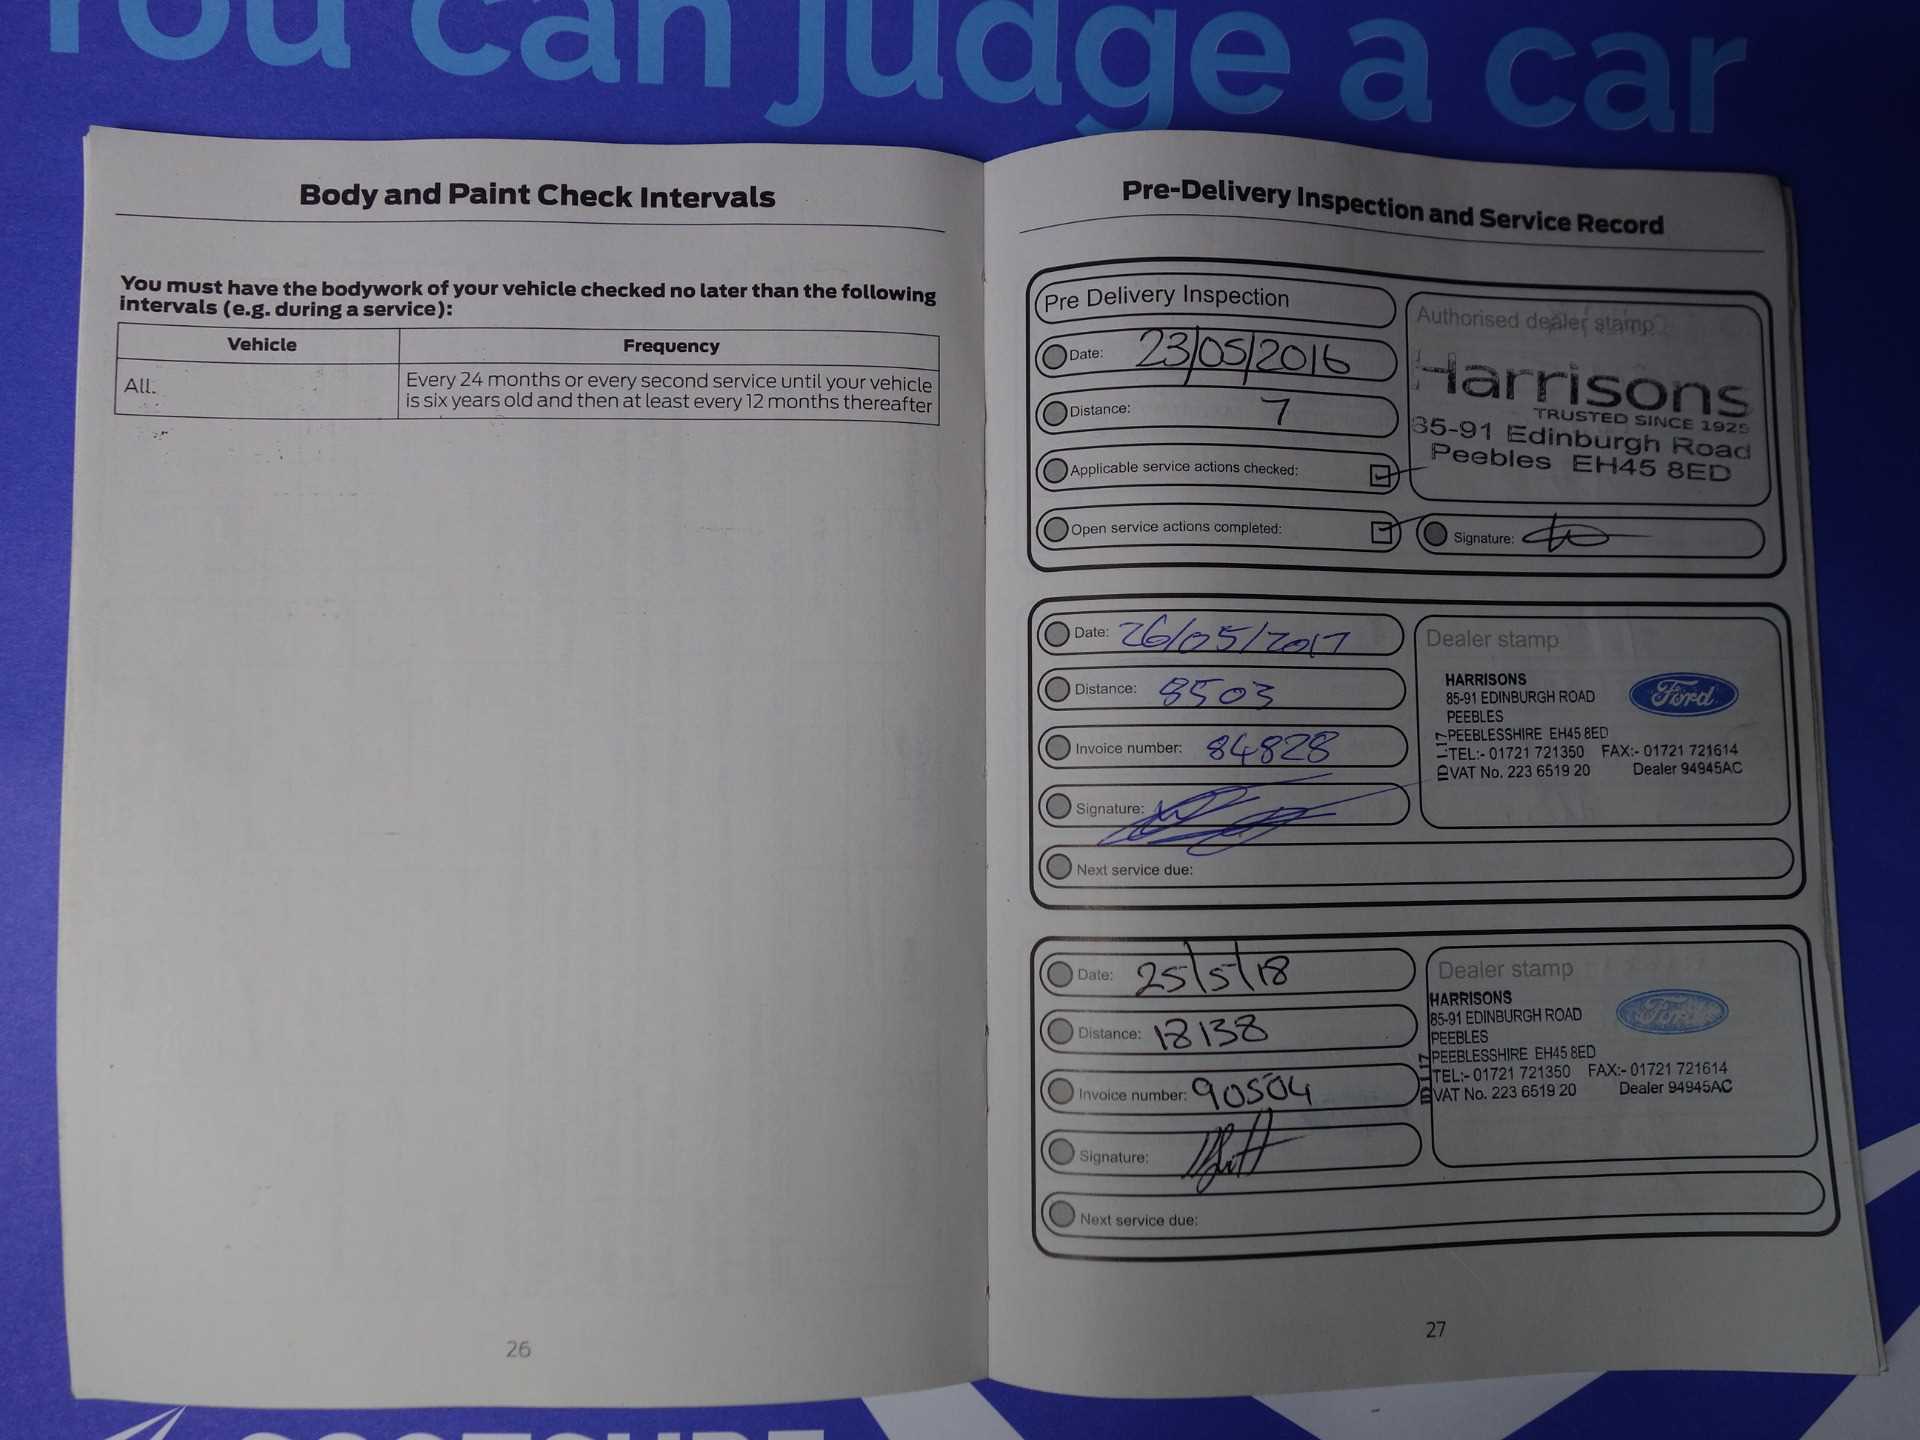 You can judge a car
Body and Paint Check Intervals
You must have the bodywork of your vehicle checked no later than the following
intervals (e.g. during a service):
Vehicle
Frequency
All.
Every 24 months or every second service until your vehicle
is six years old and then at least every 12 months thereafter
26
Pre-Delivery Inspection and Service Record
Pre Delivery Inspection
Date: 23/05/2016
Distance: 7
Applicable service actions checked:
Open service actions completed:
Authorised dealer stamp
Harrisons
TRUSTED SINCE 1929
85-91 Edinburgh Road
Peebles EH45 8ED
Signature:
Date: 26/05/2017
Distance: 8503
Invoice number: 84828
Signature:
Next service due:
Dealer stamp
HARRISONS
85-91 EDINBURGH ROAD
PEEBLES
PEEBLESSHIRE EH45 8ED
TEL:- 01721 721350 FAX:- 01721 721614
VAT No. 223 6519 20 Dealer 94945AC
ID 1.17
Ford
Date: 25/5/18
Distance: 18138
Invoice number: 90504
Signature:
Next service due:
Dealer stamp
HARRISONS
85-91 EDINBURGH ROAD
PEEBLES
PEEBLESSHIRE EH45 8ED
TEL:- 01721 721350 FAX:- 01721 721614
VAT No. 223 6519 20 Dealer 94945AC
ID 1.17
Ford
27